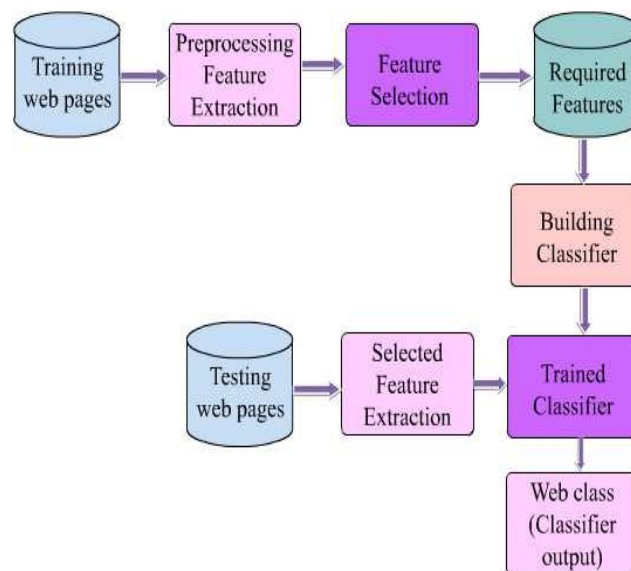 Training
web pages
Preprocessing
Feature
Extraction
Feature
Selection
Required
Features
Building
Classifier
Testing
web pages
Selected
Feature
Extraction
Trained
Classifier
Web class
(Classifier
output)